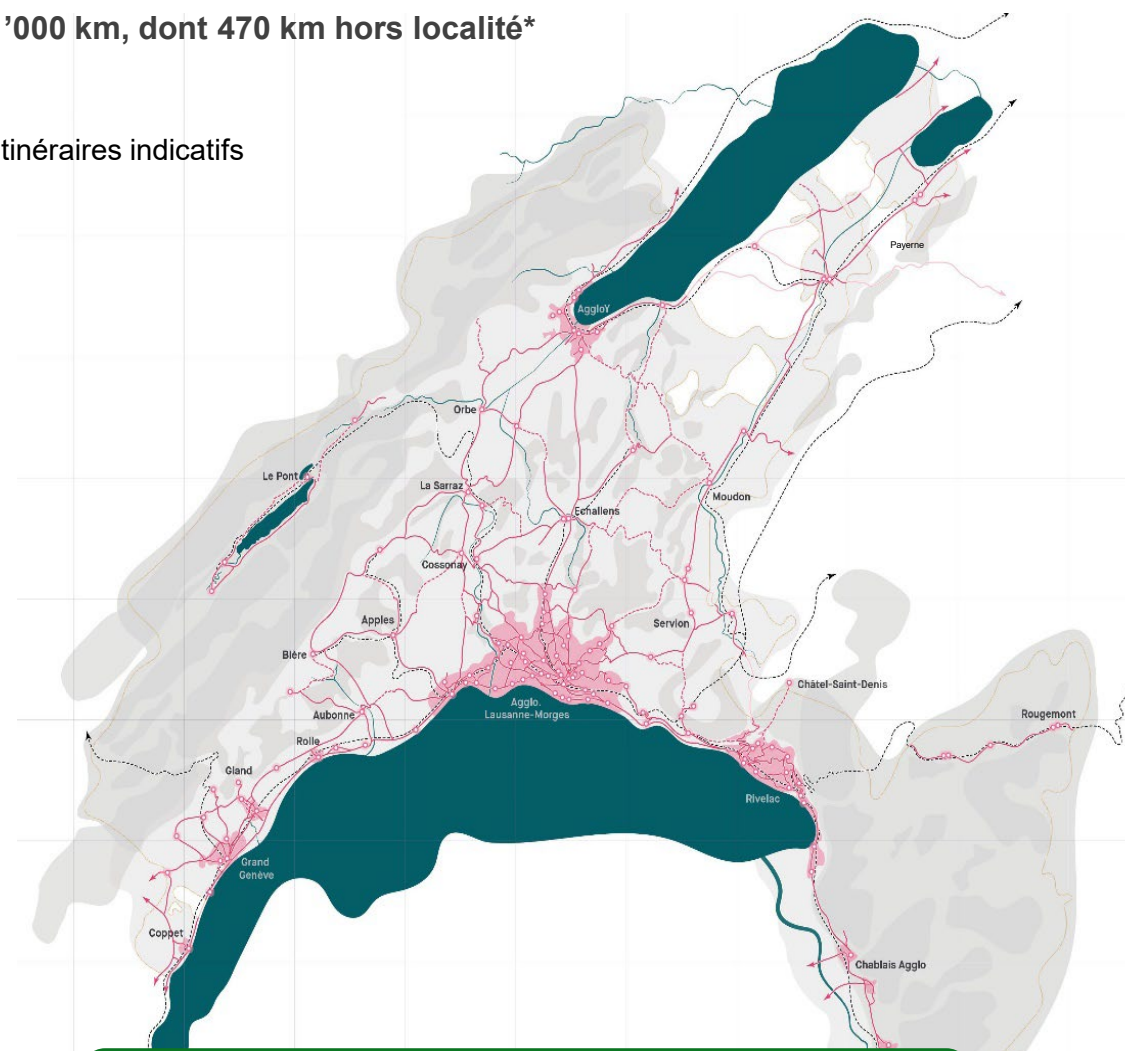 ’000 km, dont 470 km hors localité*
tinéraires indicatifs
Payerne
AggloY
Orbe
Le Pont
La Sarraz
Moudon
Echallens
Cossonay
Apples
Servion
Bière
Châtel-Saint-Denis
Agglo.
Lausanne-Morges
Aubonne
Rougemont
Rolle
Gland
Rivelac
Grand
Genève
Coppet
Chablais Agglo